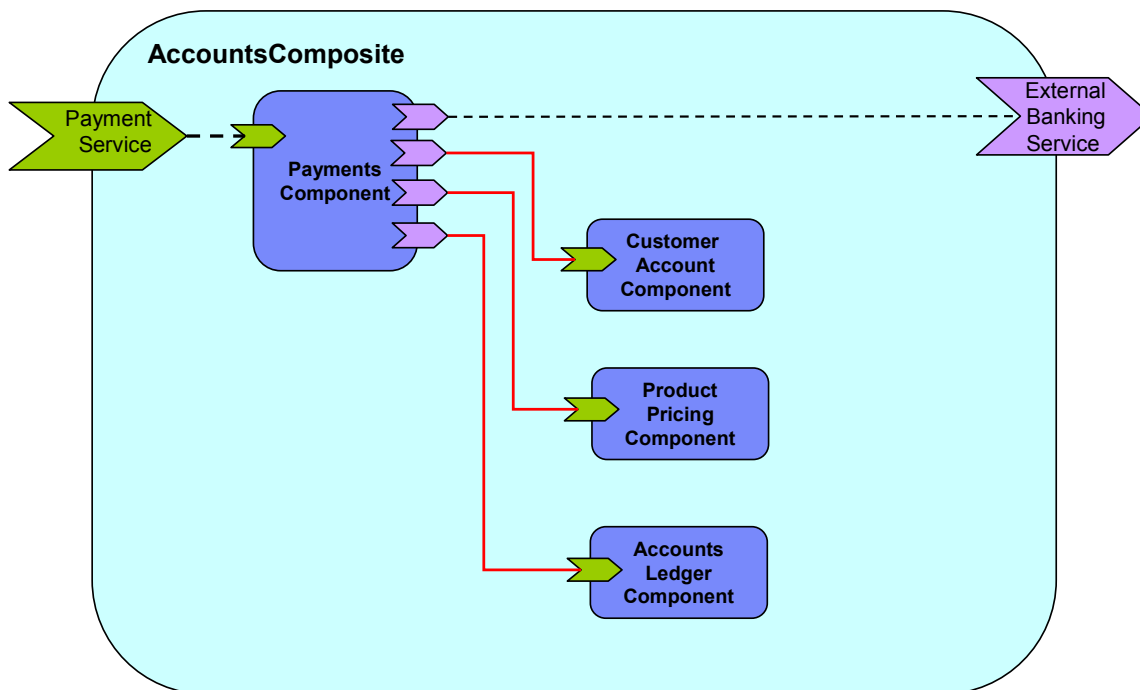 AccountsComposite
Payment
Service
External
Banking
Service
Payments
Component
Customer
Account
Component
Product
Pricing
Component
Accounts
Ledger
Component